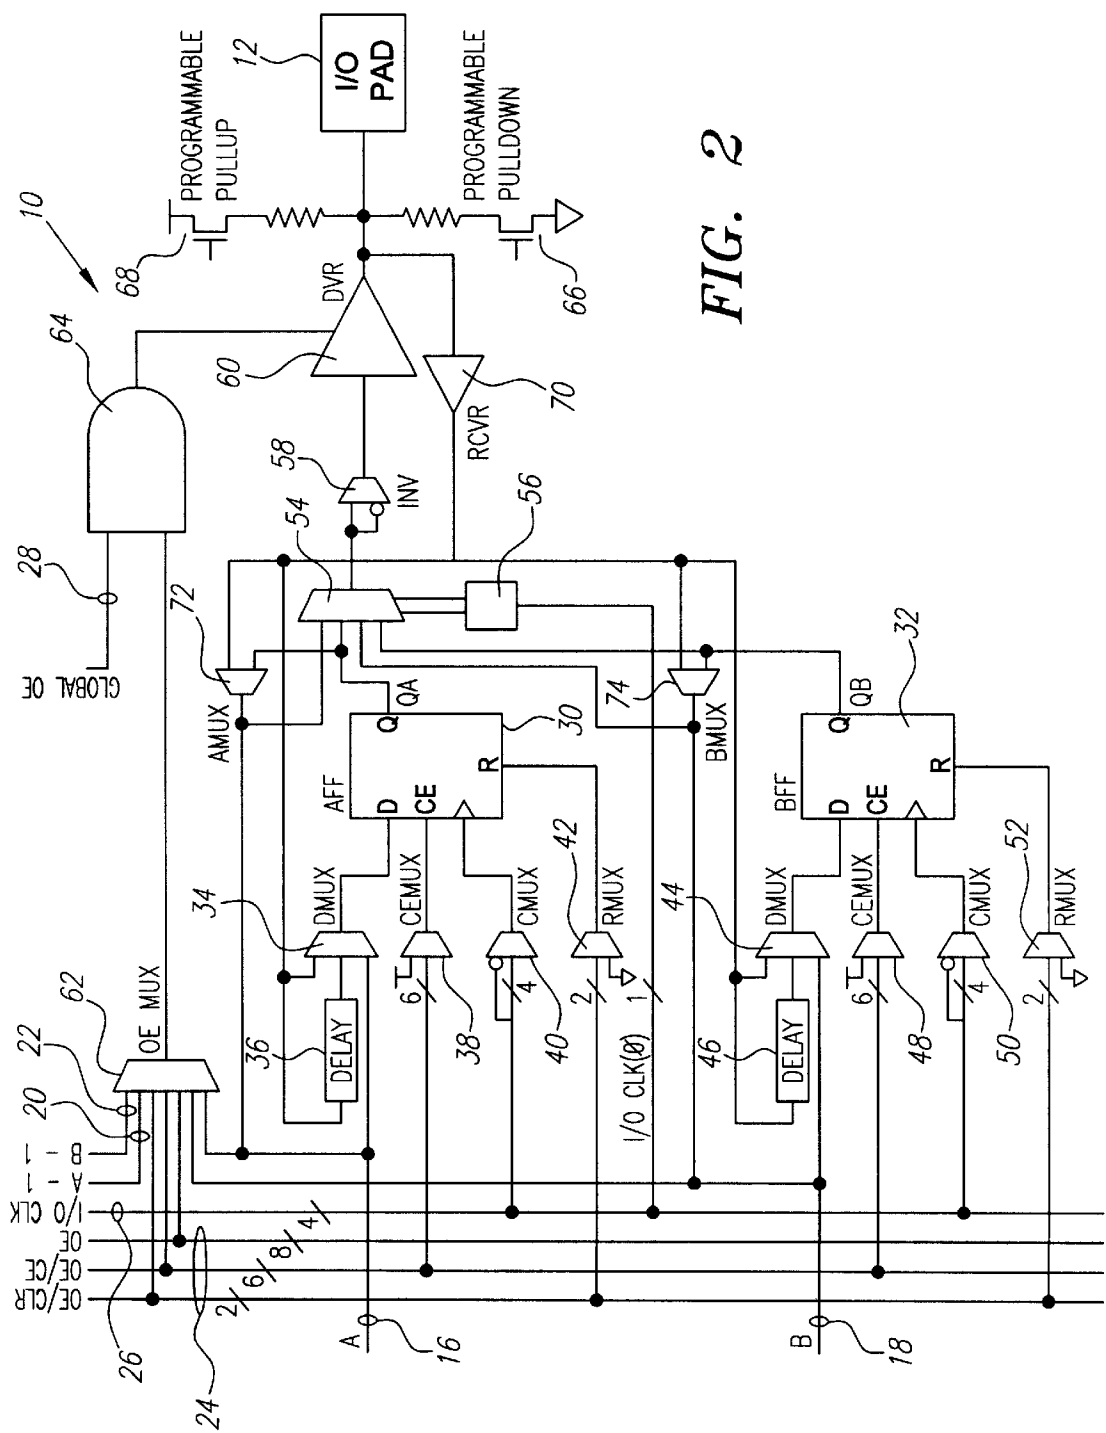 10
GLOBAL OE
28
64
PROGRAMMABLE
PULLUP
68
12
I/O
PAD
PROGRAMMABLE
PULLDOWN
66
DVR
60
RCVR
70
58
INV
54
56
72
AMUX
74
BMUX
OE MUX
62
22
20
B - 1
A - 1
I/O CLK
OE
OE/CE
OE/CLR
26
24
2
6
8
4
A
16
B
18
36
DELAY
34
DMUX
AFF
D
Q
QA
CE
R
30
CEMUX
6
38
CMUX
4
40
42
RMUX
2
1
I/O CLK(0)
46
DELAY
44
DMUX
BFF
D
Q
QB
CE
R
32
CEMUX
6
48
CMUX
4
50
52
RMUX
2
FIG. 2